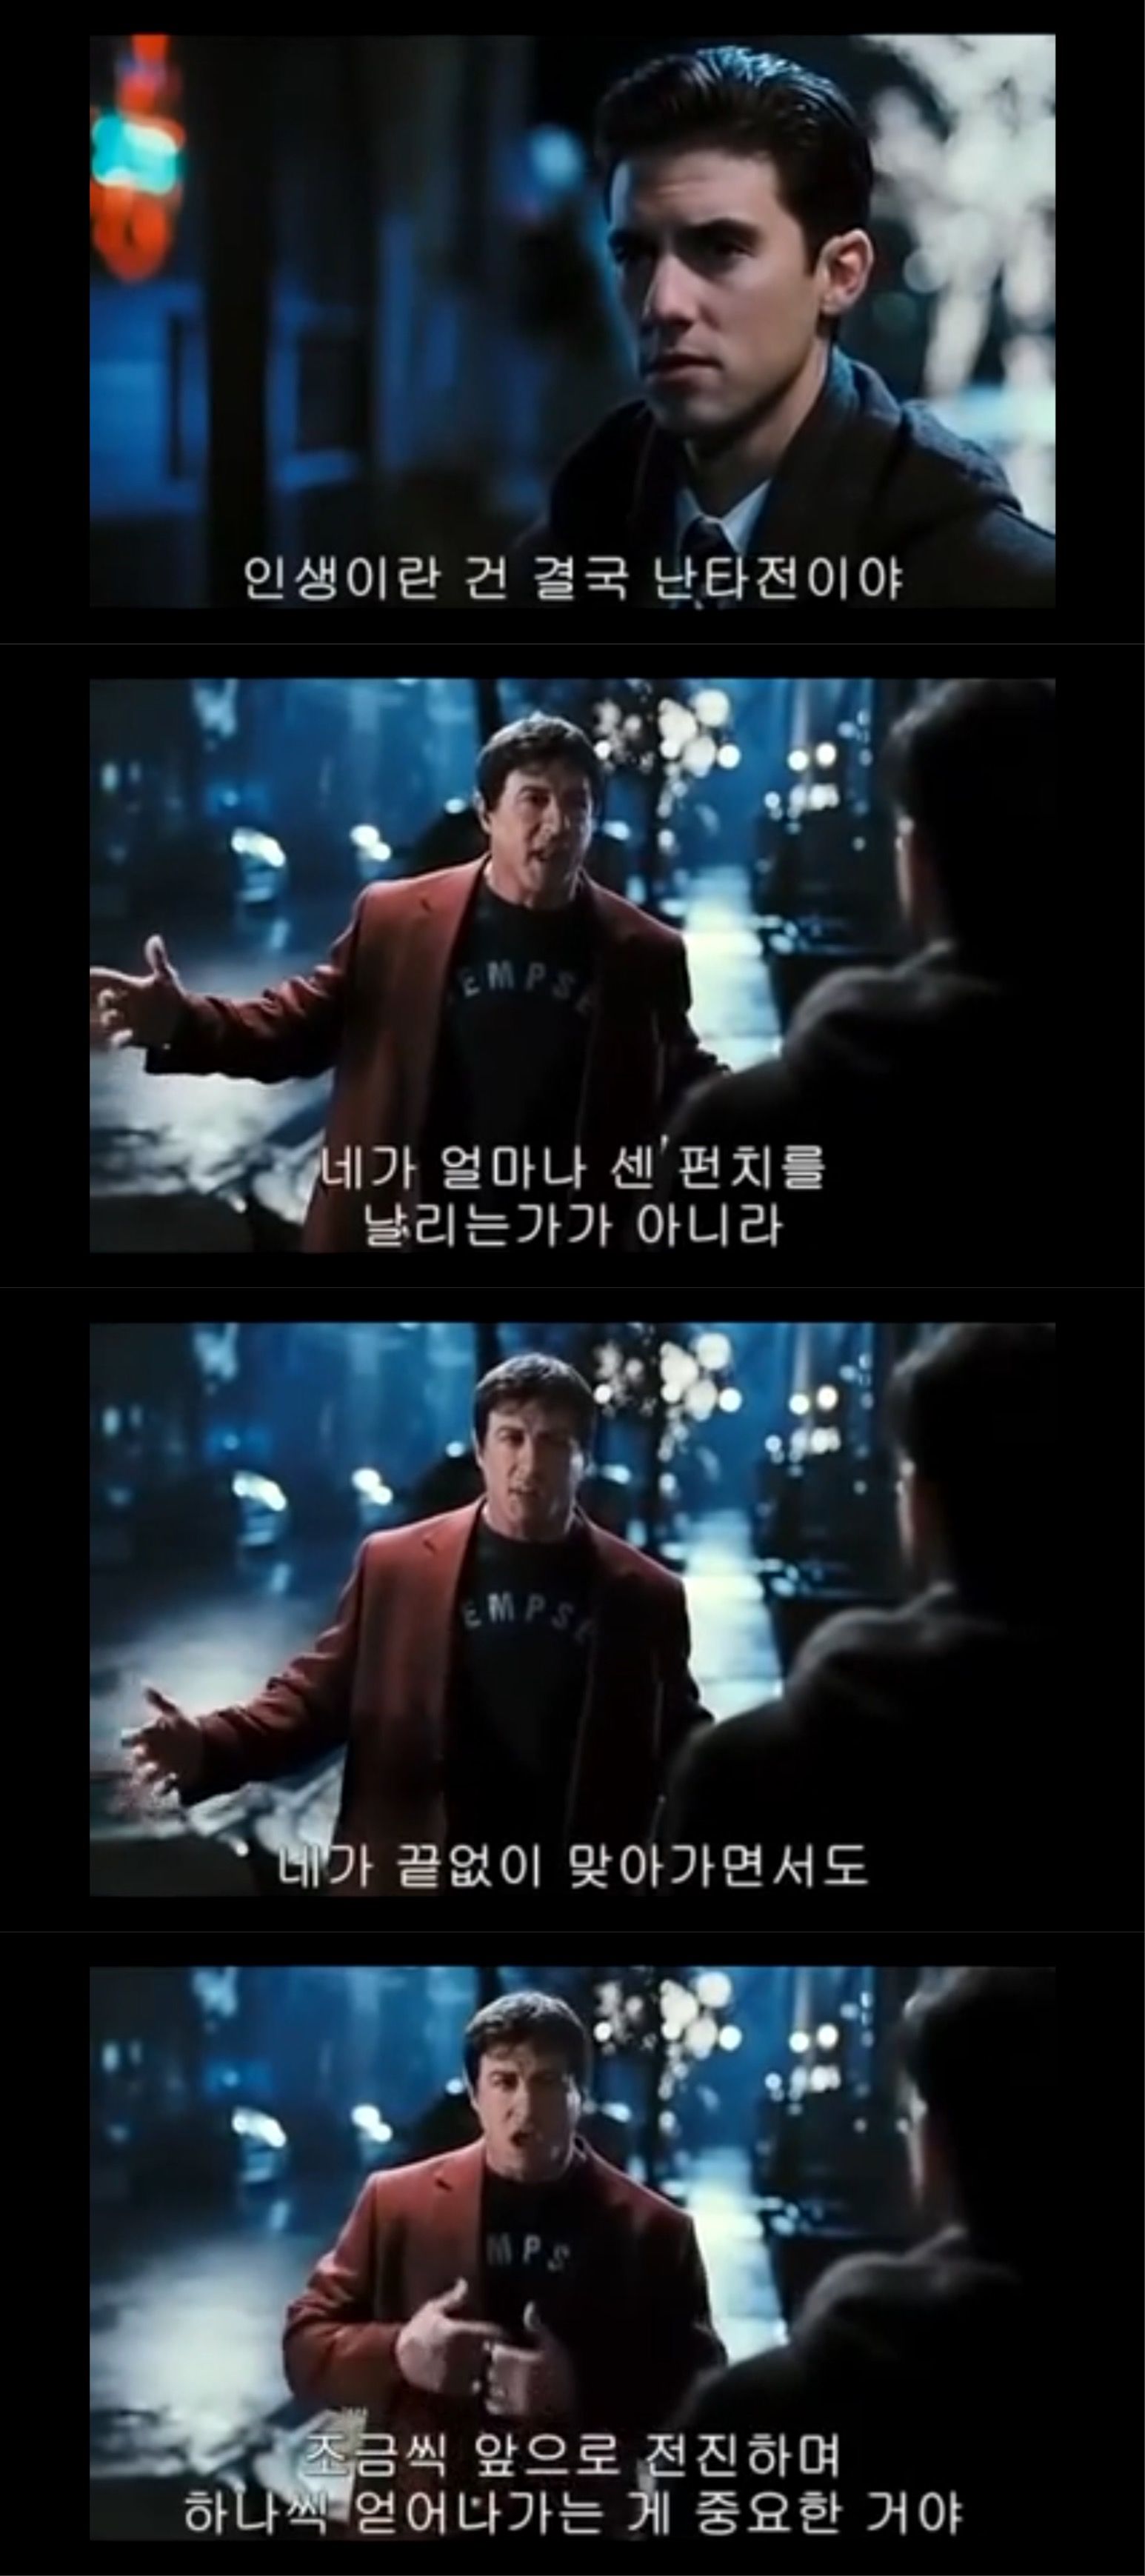 인생이란 건 결국 난타전이야
EMPSE
네가 얼마나 센 펀치를
날리는가가 아니라
EMPSE
네가 끝없이 맞아가면서도
MPS
조금씩 앞으로 전진하며
하나씩 얻어나가는 게 중요한 거야